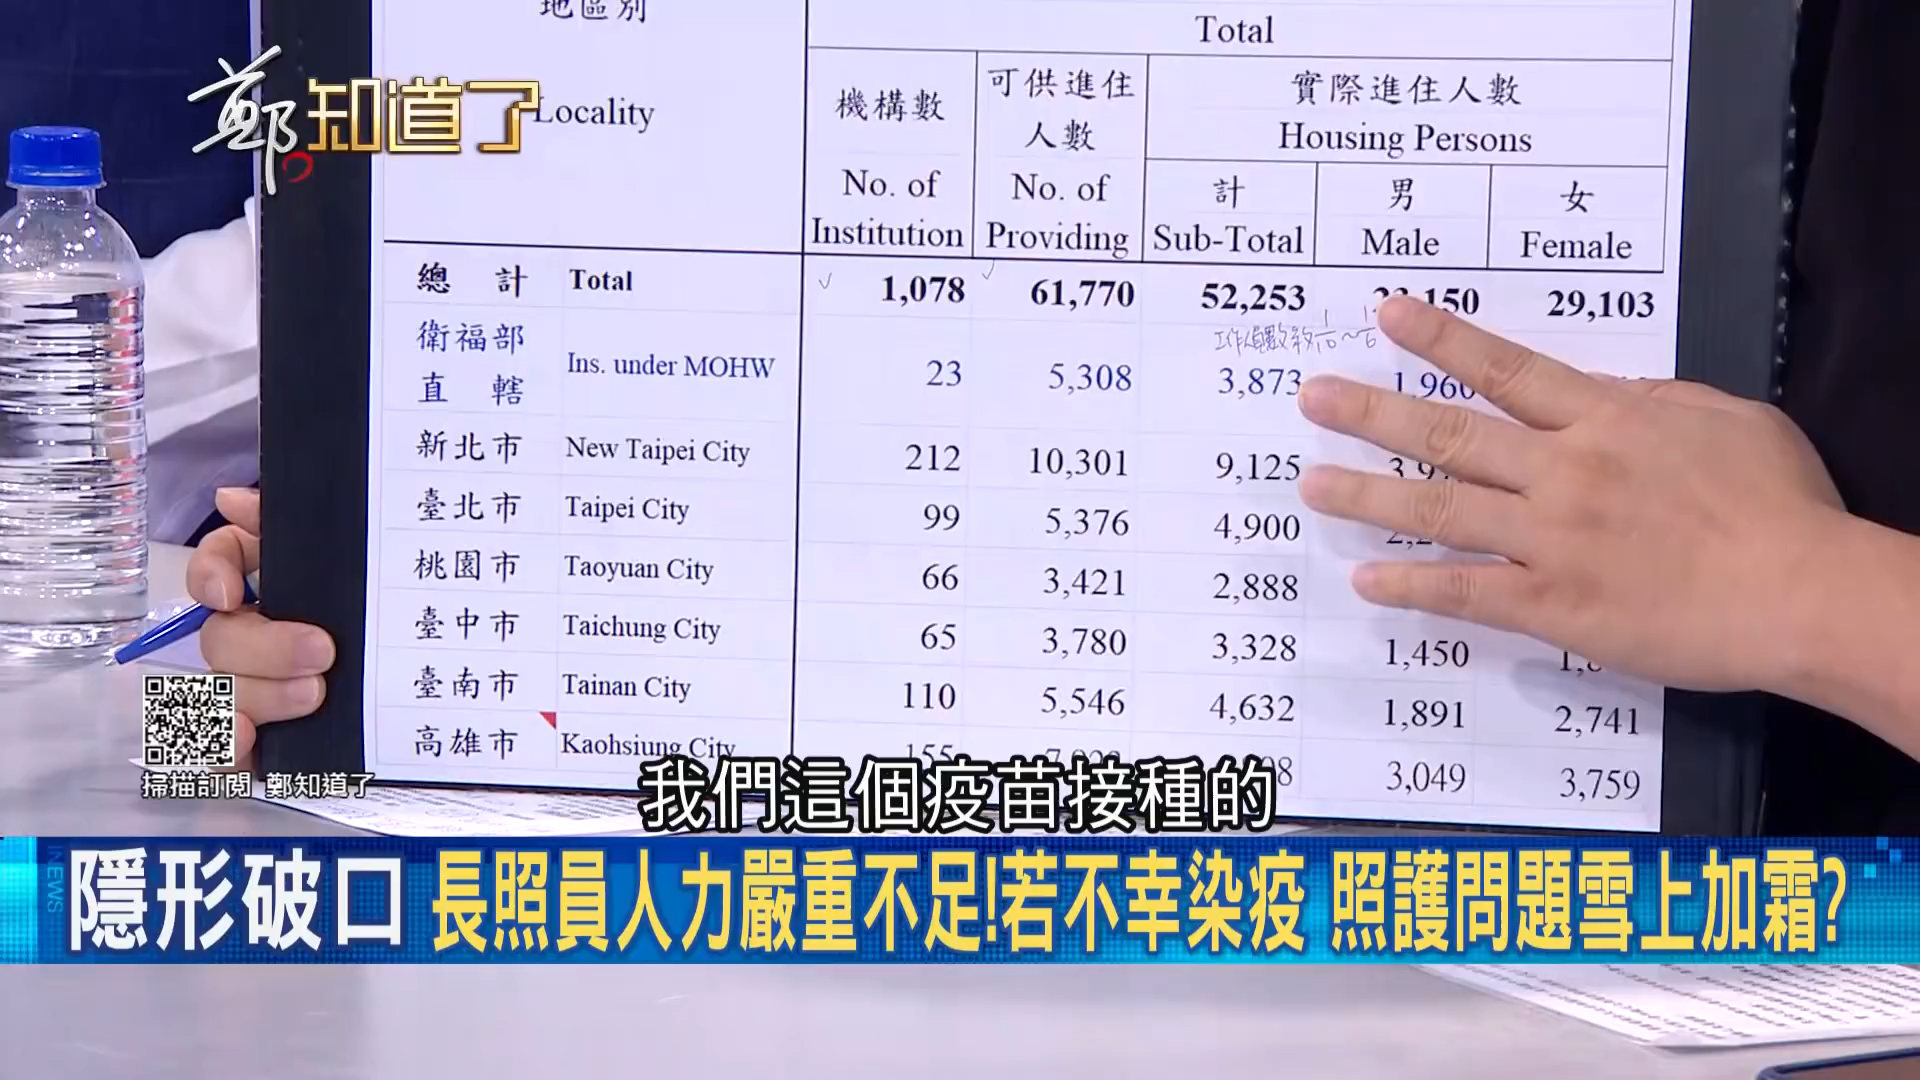 地區別
Locality
Total
機構數
No. of
Institution
可供進住
人數
No. of
Providing
實際進住人數
Housing Persons
計
Sub-Total
男
Male
女
Female
總 計 Total 1,078 61,770 52,253 150 29,103
衛福部
直 轄 Ins. under MOHW 23 5,308 3,873 1,960
新北市 New Taipei City 212 10,301 9,125
臺北市 Taipei City 99 5,376 4,900
桃園市 Taoyuan City 66 3,421 2,888
臺中市 Taichung City 65 3,780 3,328 1,450
臺南市 Tainan City 110 5,546 4,632 1,891 2,741
高雄市 Kaohsiung City 155 3,049 3,759
鄭知道了
掃描訂閱 鄭知道了
我們這個疫苗接種的
NEWS
隱形破口 長照員人力嚴重不足!若不幸染疫 照護問題雪上加霜?